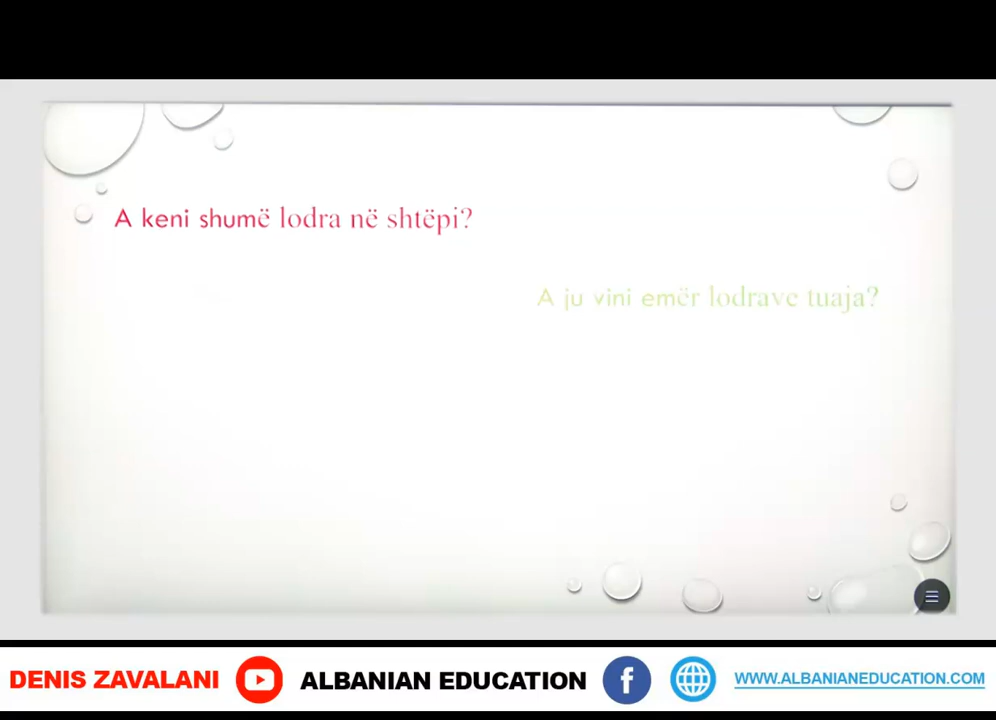 A keni shumë lodra në shtëpi?
A ju vini emër lodrave tuaja?
DENIS ZAVALANI ALBANIAN EDUCATION WWW.ALBANIANEDUCATION.COM